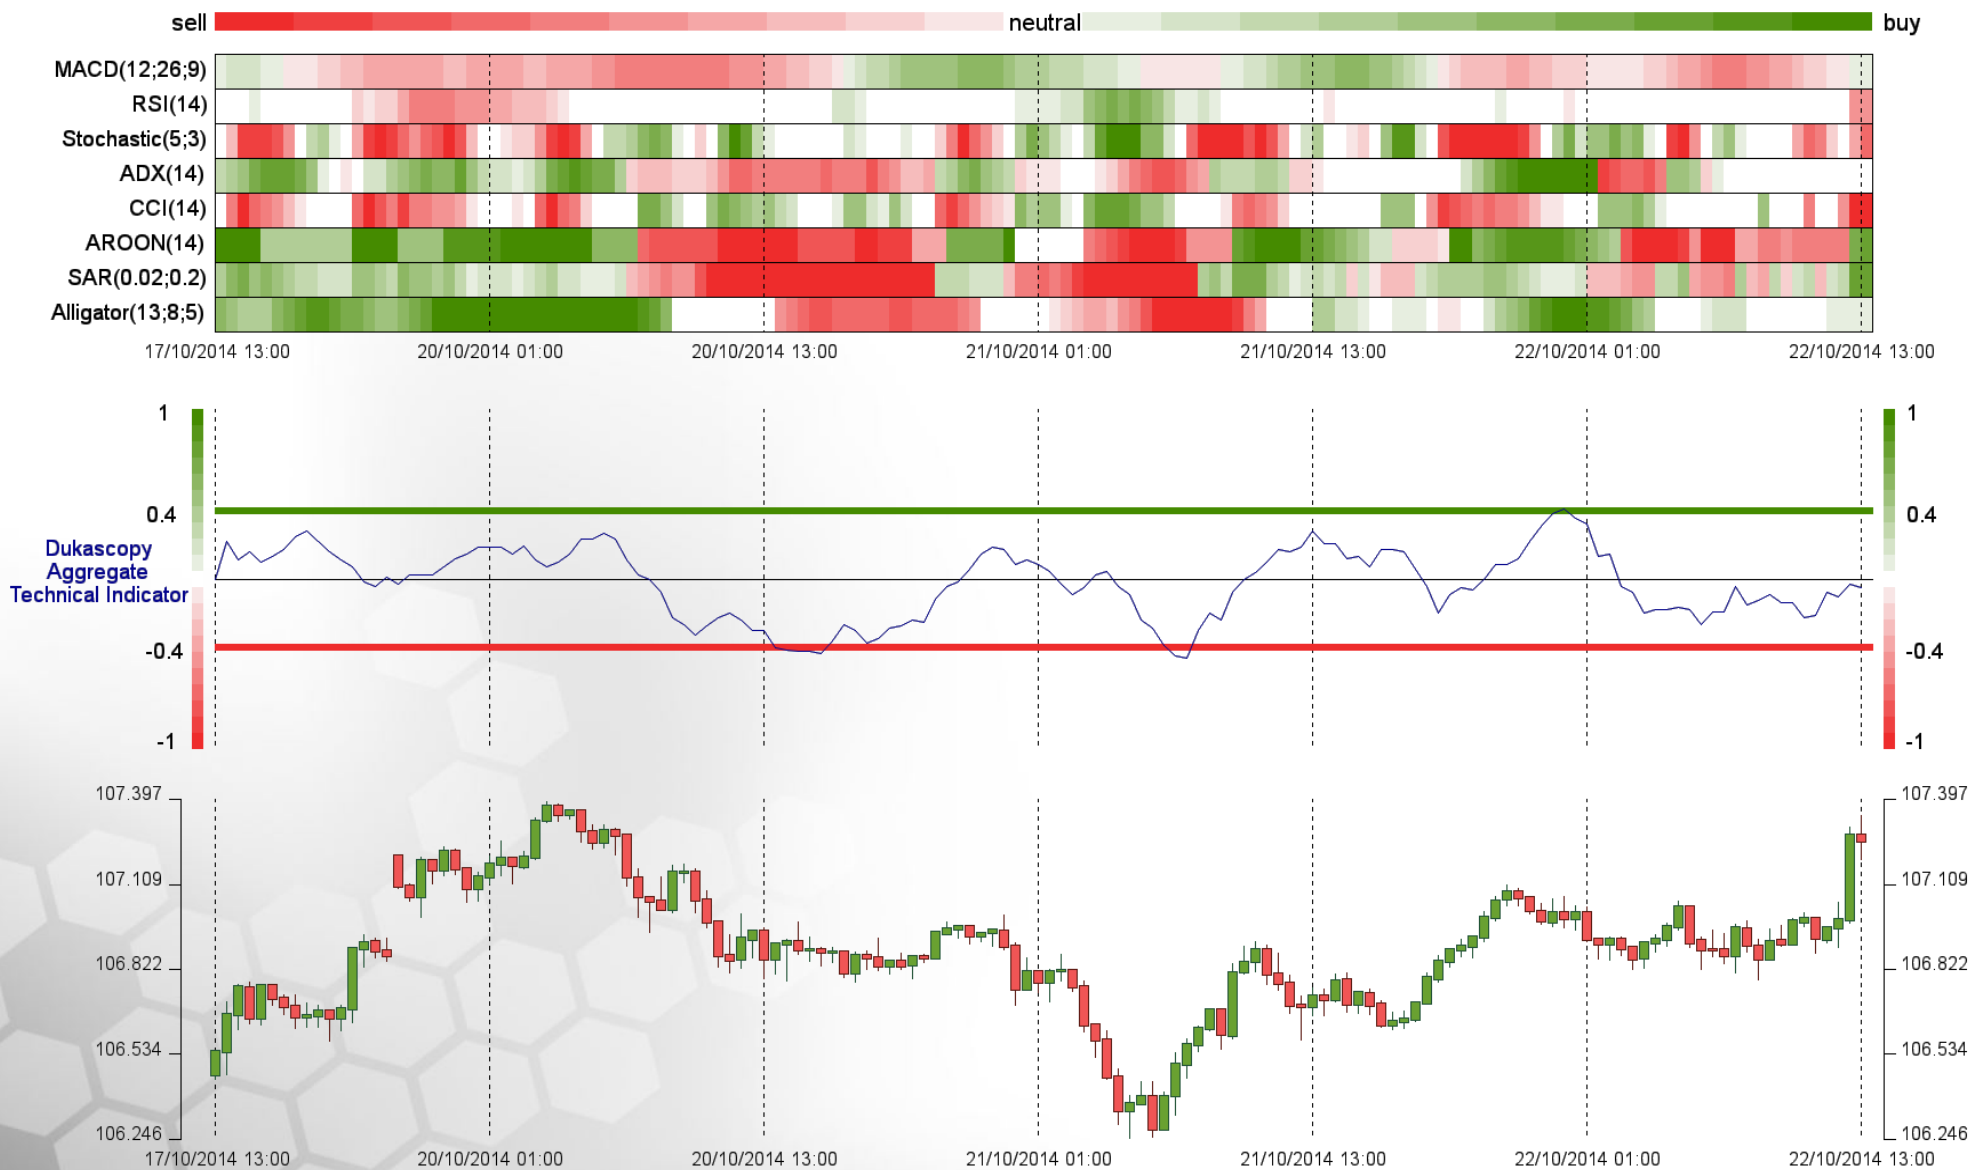 sell neutral buy
MACD(12;26;9)
RSI(14)
Stochastic(5;3)
ADX(14)
CCI(14)
AROON(14)
SAR(0.02;0.2)
Alligator(13;8;5)
17/10/2014 13:00 20/10/2014 01:00 20/10/2014 13:00 21/10/2014 01:00 21/10/2014 13:00 22/10/2014 01:00 22/10/2014 13:00
1 1
0.4 0.4
Dukascopy
Aggregate
Technical Indicator
-0.4 -0.4
-1 -1
107.397 107.397
107.109 107.109
106.822 106.822
106.534 106.534
106.246 106.246
17/10/2014 13:00 20/10/2014 01:00 20/10/2014 13:00 21/10/2014 01:00 21/10/2014 13:00 22/10/2014 01:00 22/10/2014 13:00